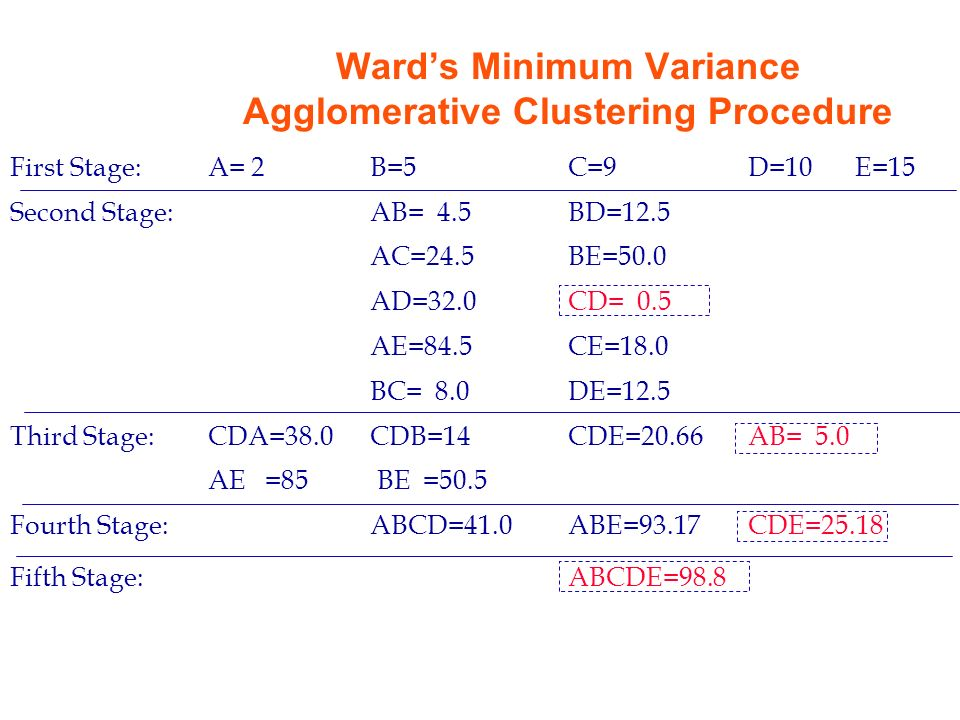 Ward’s Minimum Variance
Agglomerative Clustering Procedure
First Stage: A= 2 B=5 C=9 D=10 E=15
Second Stage: AB= 4.5 BD=12.5
AC=24.5 BE=50.0
AD=32.0 CD= 0.5
AE=84.5 CE=18.0
BC= 8.0 DE=12.5
Third Stage: CDA=38.0 CDB=14 CDE=20.66 AB= 5.0
AE =85 BE =50.5
Fourth Stage: ABCD=41.0 ABE=93.17 CDE=25.18
Fifth Stage: ABCDE=98.8